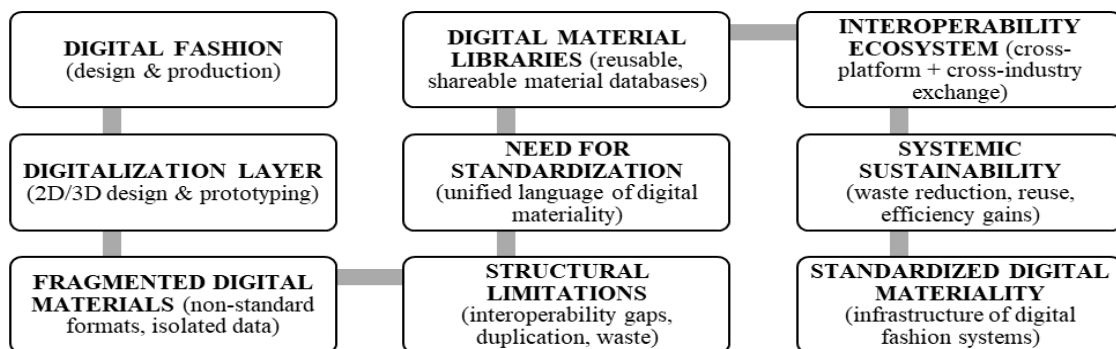 DIGITAL FASHION
(design & production)
DIGITALIZATION LAYER
(2D/3D design & prototyping)
FRAGMENTED DIGITAL
MATERIALS (non-standard
formats, isolated data)
STRUCTURAL
LIMITATIONS
(interoperability gaps,
duplication, waste)
NEED FOR
STANDARDIZATION
(unified language of digital
materiality)
DIGITAL MATERIAL
LIBRARIES (reusable,
shareable material databases)
INTEROPERABILITY
ECOSYSTEM (cross-
platform + cross-industry
exchange)
SYSTEMIC
SUSTAINABILITY
(waste reduction, reuse,
efficiency gains)
STANDARDIZED DIGITAL
MATERIALITY
(infrastructure of digital
fashion systems)